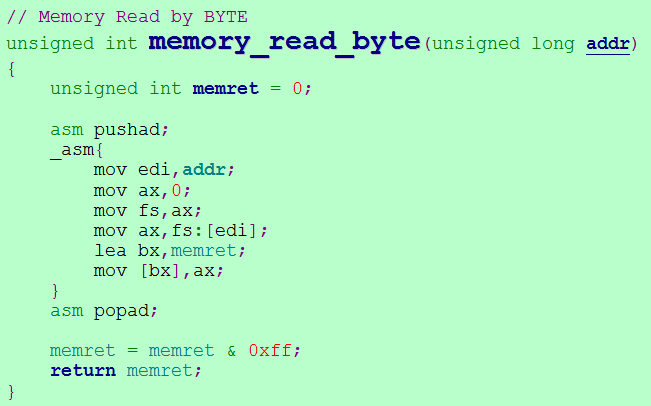 // Memory Read by BYTE
unsigned int memory_read_byte(unsigned long addr)
{
    unsigned int memret = 0;

    asm pushad;
    _asm{
        mov edi,addr;
        mov ax,0;
        mov fs,ax;
        mov ax,fs:[edi];
        lea bx,memret;
        mov [bx],ax;
    }
    asm popad;

    memret = memret & 0xff;
    return memret;
}